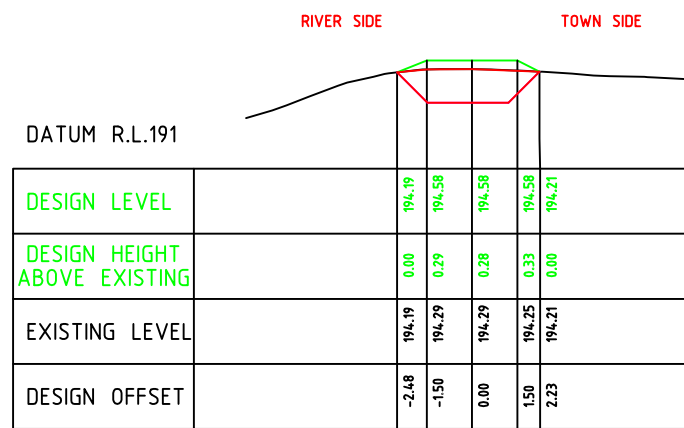 RIVER SIDE
TOWN SIDE
DATUM R.L.191
DESIGN LEVEL
194.19
194.58
194.58
194.58
194.21
DESIGN HEIGHT
ABOVE EXISTING
0.00
0.29
0.28
0.33
0.00
EXISTING LEVEL
194.19
194.29
194.29
194.25
194.21
DESIGN OFFSET
-2.48
-1.50
0.00
1.50
2.23